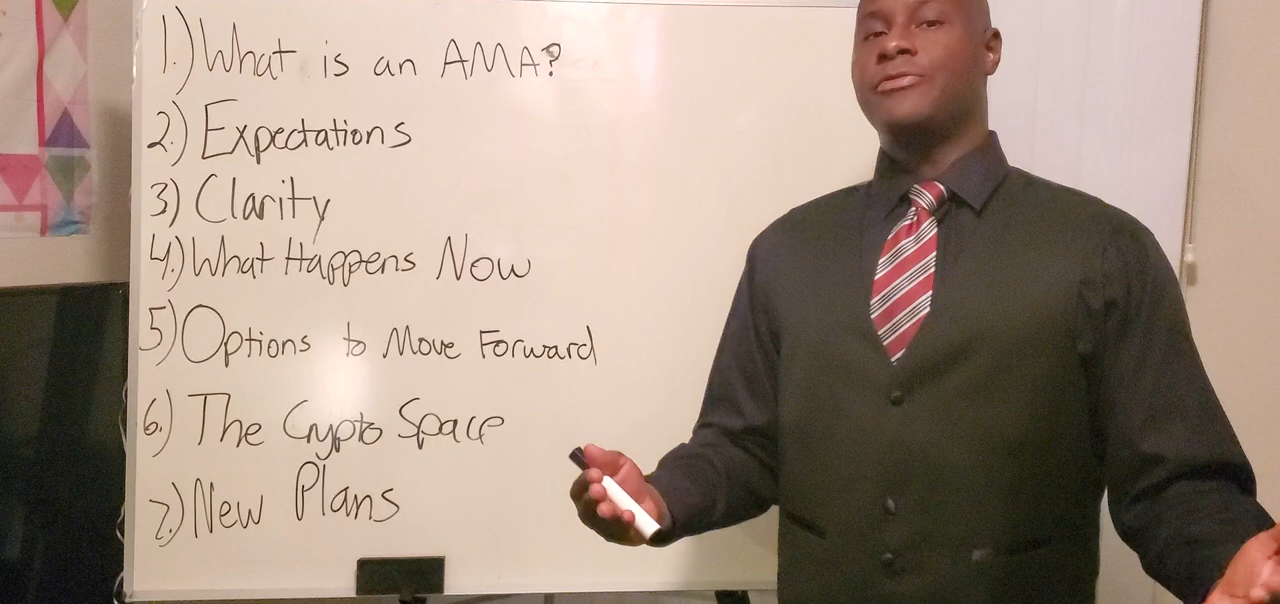 1.) What is an AMA?
2.) Expectations
3) Clarity
4.) What Happens Now
5) Options to Move Forward
6.) The Crypto Space
7.) New Plans